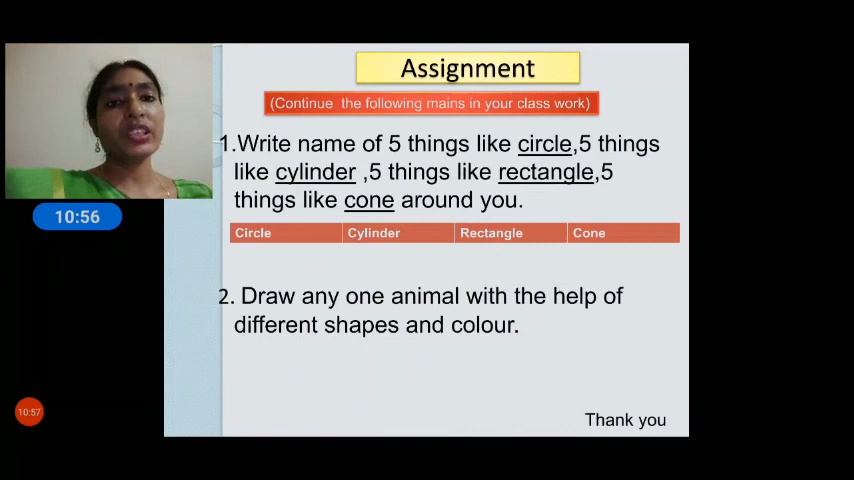 Assignment
(Continue the following mains in your class work)
1.Write name of 5 things like circle,5 things
like cylinder ,5 things like rectangle,5
things like cone around you.
Circle Cylinder Rectangle Cone
2. Draw any one animal with the help of
different shapes and colour.
Thank you
10:56
10:57